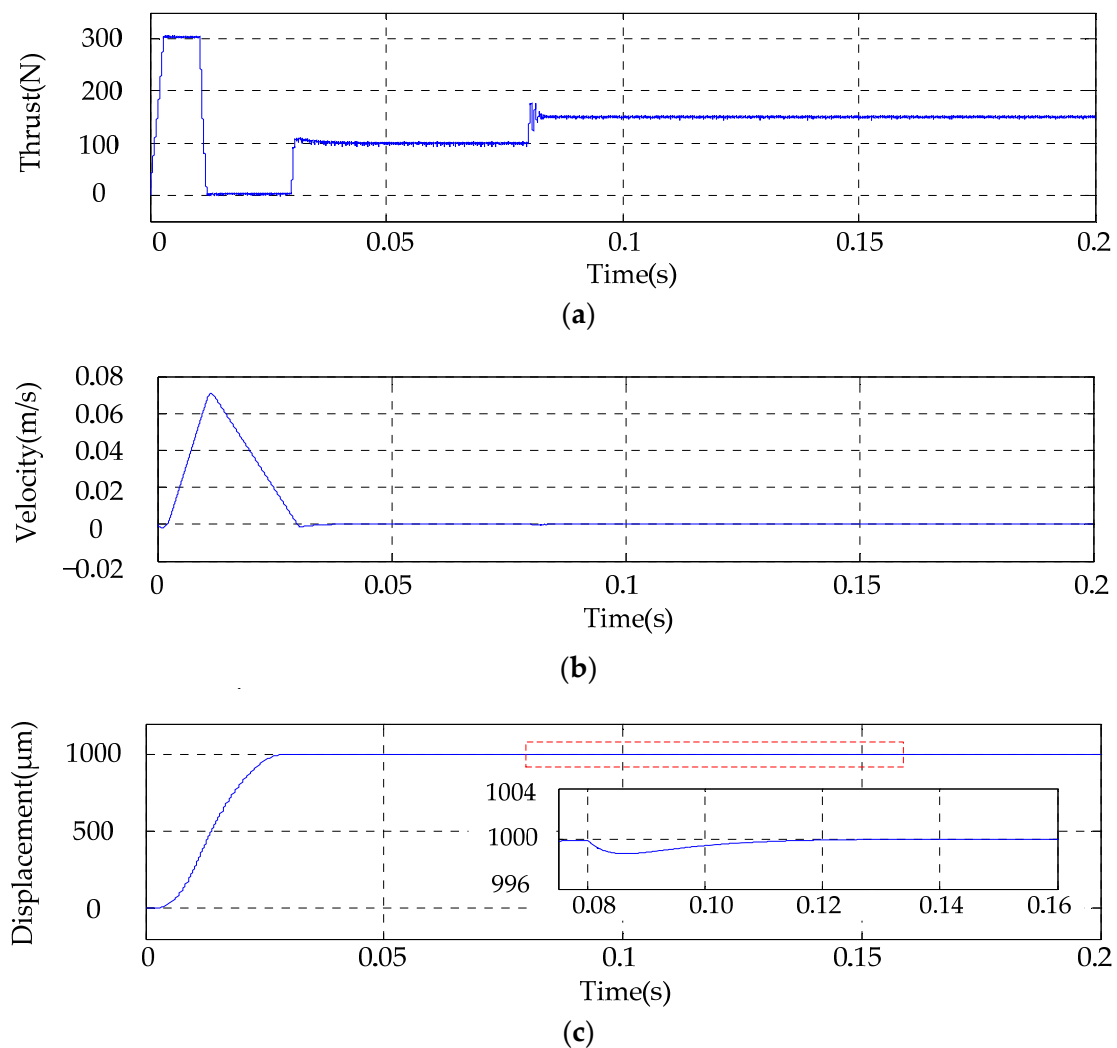 Thrust(N)
300
200
100
0
0 0.05 0.1 0.15 0.2
Time(s)
(a)
Velocity(m/s)
0.08
0.06
0.04
0.02
0
−0.02
0 0.05 0.1 0.15 0.2
Time(s)
(b)
Displacement(μm)
1000
500
0
1004
1000
996
0.08 0.10 0.12 0.14 0.16
0 0.05 0.1 0.15 0.2
Time(s)
(c)